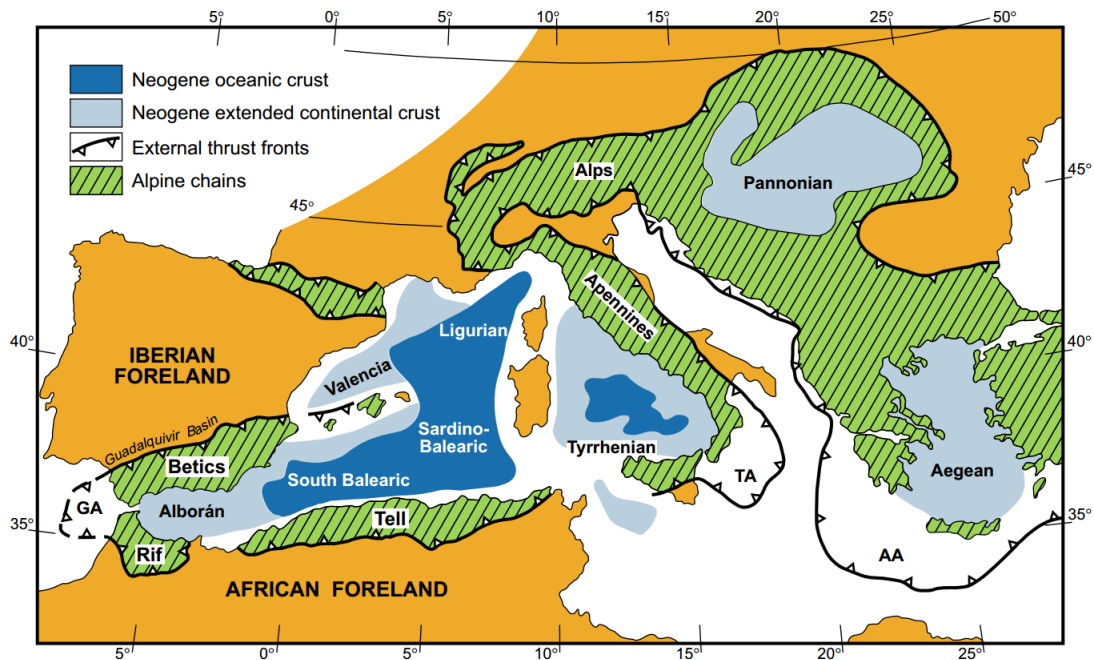 5° 0° 5° 10° 15° 20° 25° 50°
Neogene oceanic crust
Neogene extended continental crust
External thrust fronts
Alpine chains
Alps
Pannonian
45°
45°
Apennines
Ligurian
40°
40°
IBERIAN
FORELAND
Valencia
Guadalquivir Basin
Sardino-
Balearic
Tyrrhenian
Betics
Aegean
South Balearic
TA
GA
Alborán
Tell
35°
35°
Rif
AA
AFRICAN FORELAND
5° 0° 5° 10° 15° 20° 25°